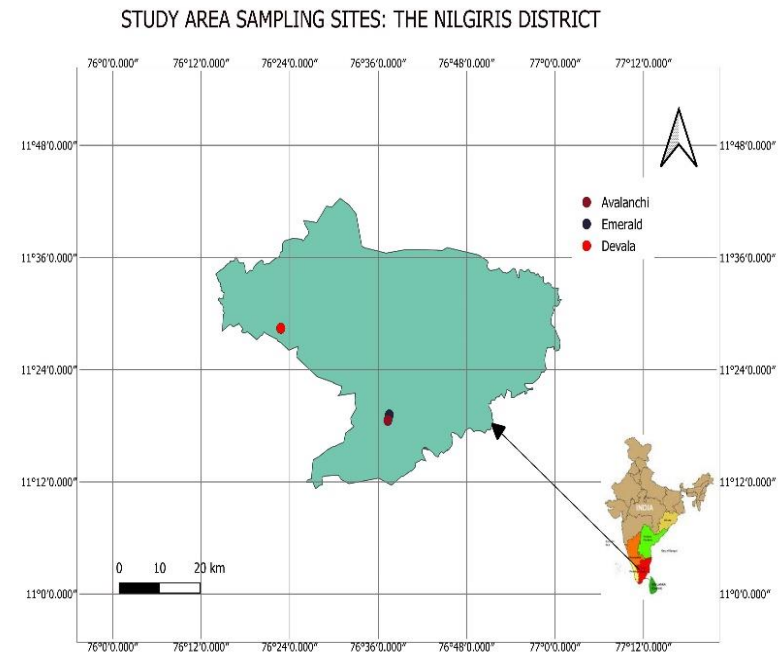 STUDY AREA SAMPLING SITES: THE NILGIRIS DISTRICT
76°0'0.000" 76°12'0.000" 76°24'0.000" 76°36'0.000" 76°48'0.000" 77°0'0.000" 77°12'0.000"
11°48'0.000" 11°48'0.000"
Avalanchi
Emerald
Devala
11°36'0.000" 11°36'0.000"
11°24'0.000" 11°24'0.000"
11°12'0.000" 11°12'0.000"
INDIA
0 10 20 km
11°0'0.000" 11°0'0.000"
76°0'0.000" 76°12'0.000" 76°24'0.000" 76°36'0.000" 76°48'0.000" 77°0'0.000" 77°12'0.000"